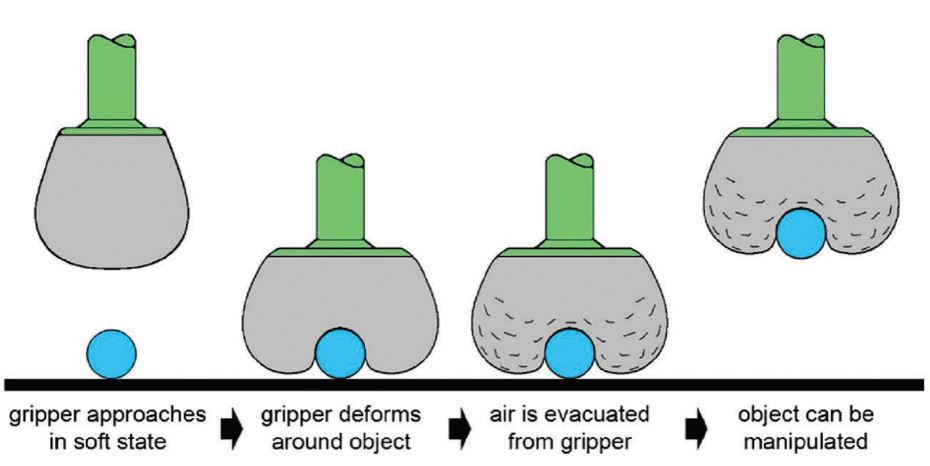 gripper approaches
in soft state
gripper deforms
around object
air is evacuated
from gripper
object can be
manipulated